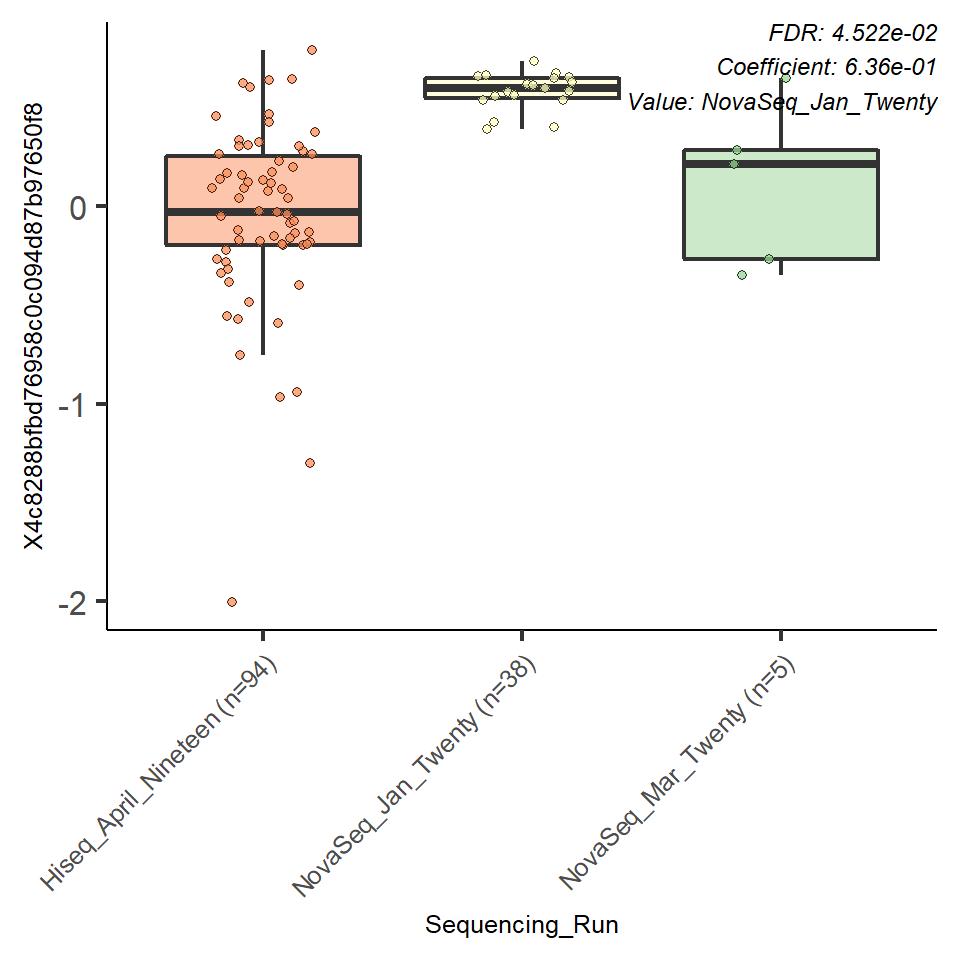 FDR: 4.522e-02
Coefficient: 6.36e-01
Value: NovaSeq_Jan_Twenty
X4c8288bfbd76958c0c094d87b97650f8
0
-1
-2
Hiseq_April_Nineteen (n=94)
NovaSeq_Jan_Twenty (n=38)
NovaSeq_Mar_Twenty (n=5)
Sequencing_Run